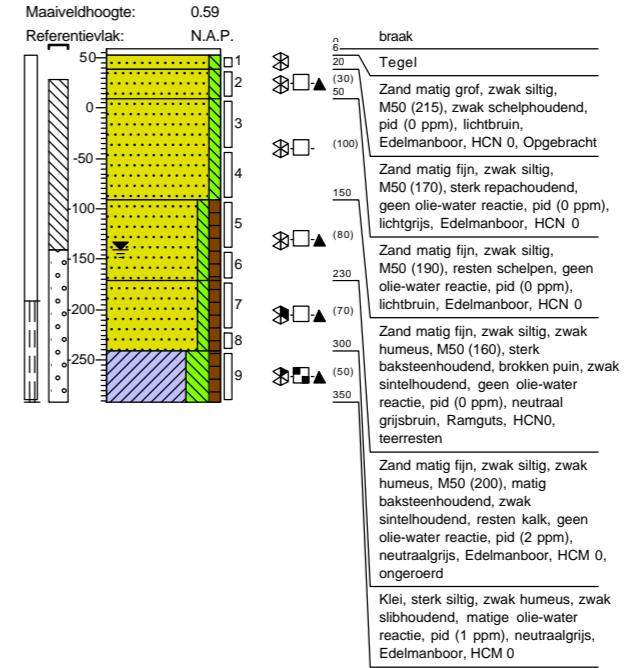 Maaiveldhoogte: 0.59
Referentievlak: N.A.P.
50
0
-50
-100
-150
-200
-250
1
2
3
4
5
6
7
8
9
(30)
(100)
(80)
(70)
(50)
0
6
20
50
150
230
300
350
braak
Tegel
Zand matig grof, zwak siltig,
M50 (215), zwak schelphoudend,
pid (0 ppm), lichtbruin,
Edelmanboor, HCN 0, Opgebracht
Zand matig fijn, zwak siltig,
M50 (170), sterk repachoudend,
geen olie-water reactie, pid (0 ppm),
lichtgrijs, Edelmanboor, HCN 0
Zand matig fijn, zwak siltig,
M50 (190), resten schelpen, geen
olie-water reactie, pid (0 ppm),
lichtbruin, Edelmanboor, HCN 0
Zand matig fijn, zwak siltig, zwak
humeus, M50 (160), sterk
baksteenhoudend, brokken puin, zwak
sintelhoudend, geen olie-water
reactie, pid (0 ppm), neutraal
grijsbruin, Ramguts, HCN0,
teerresten
Zand matig fijn, zwak siltig, zwak
humeus, M50 (200), matig
baksteenhoudend, zwak
sintelhoudend, resten kalk, geen
olie-water reactie, pid (2 ppm),
neutraalgrijs, Edelmanboor, HCM 0,
ongeroerd
Klei, sterk siltig, zwak humeus, zwak
slibhoudend, matige olie-water
reactie, pid (1 ppm), neutraalgrijs,
Edelmanboor, HCM 0